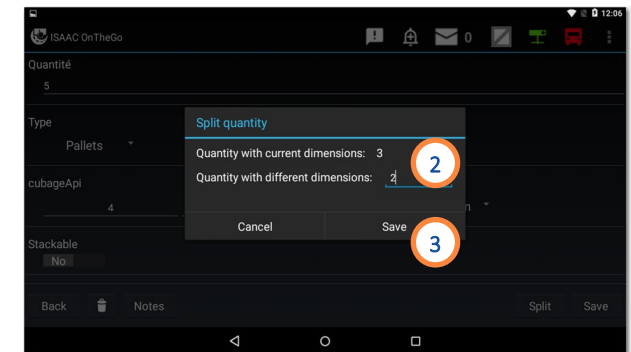 12:06
ISAAC OnTheGo 0
Quantité
5
Type
Split quantity
Pallets
Quantity with current dimensions: 3
2
Quantity with different dimensions: 2
cubageApi
4
Cancel Save
3
Stackable
No
Back Notes Split Save